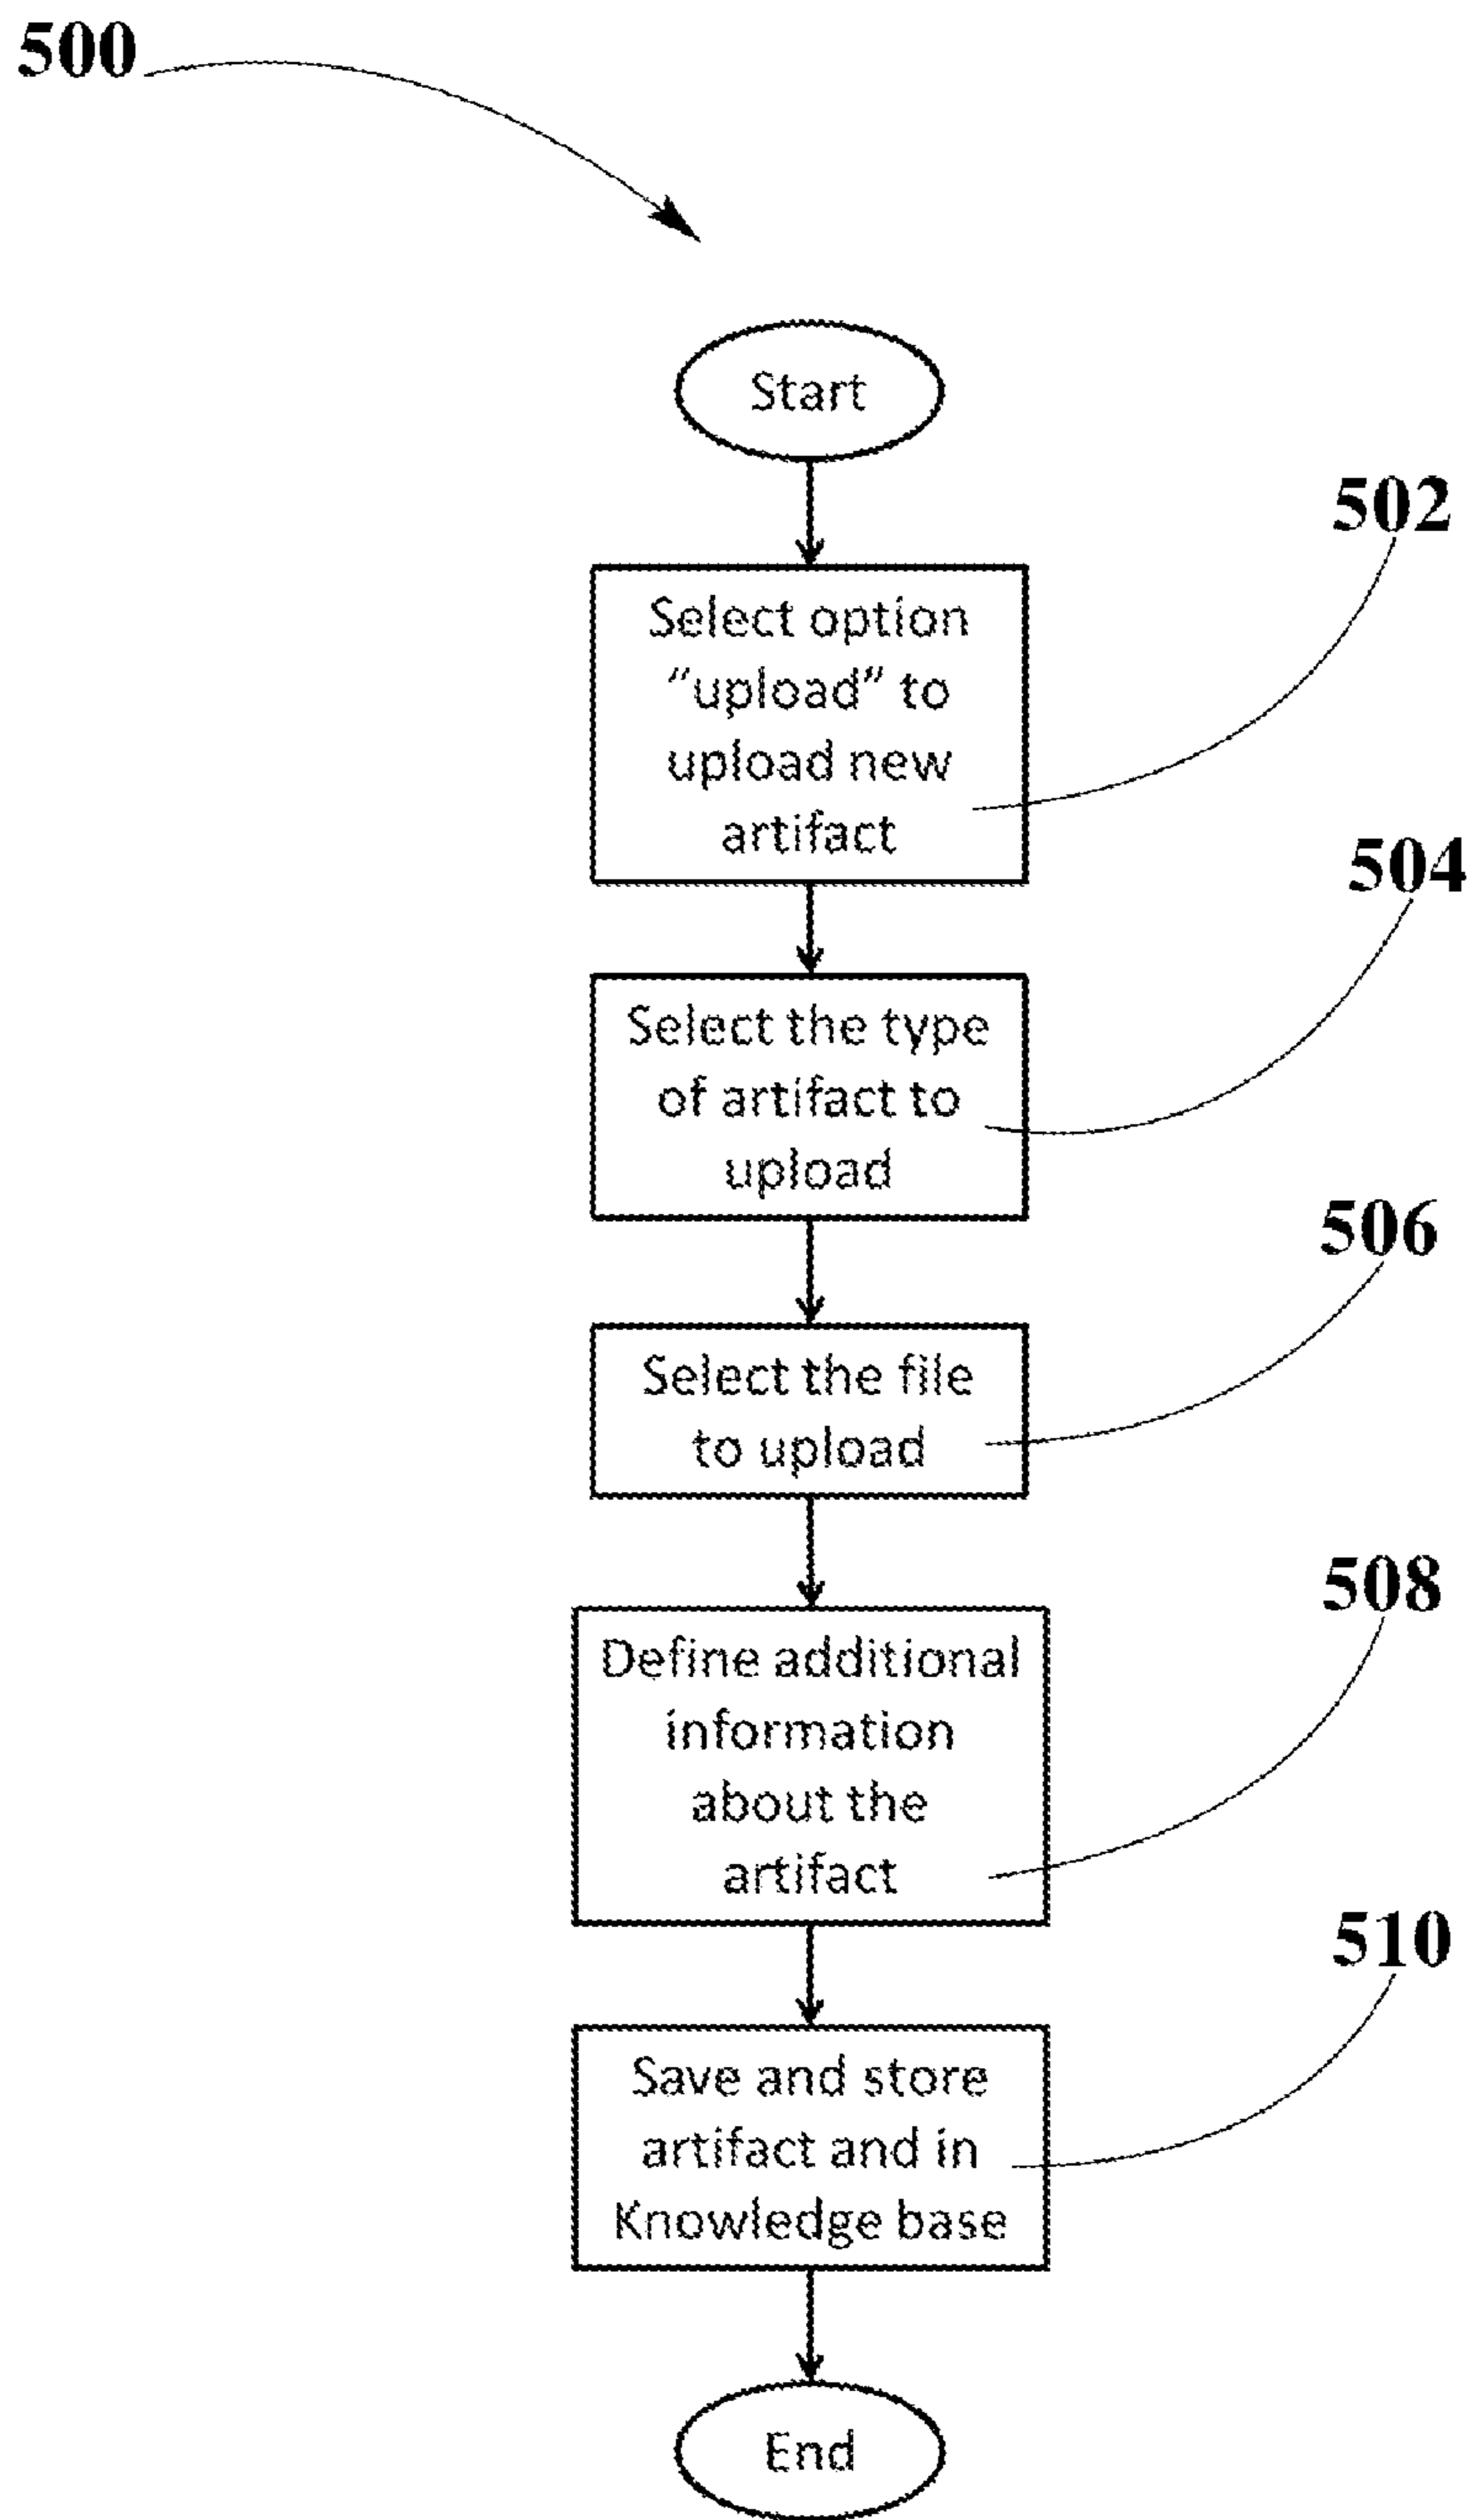 500
Start
502
Select option
“upload” to
upload new
artifact
504
Select the type
of artifact to
upload
506
Select the file
to upload
508
Define additional
information
about the
artifact
510
Save and store
artifact and in
Knowledge base
End